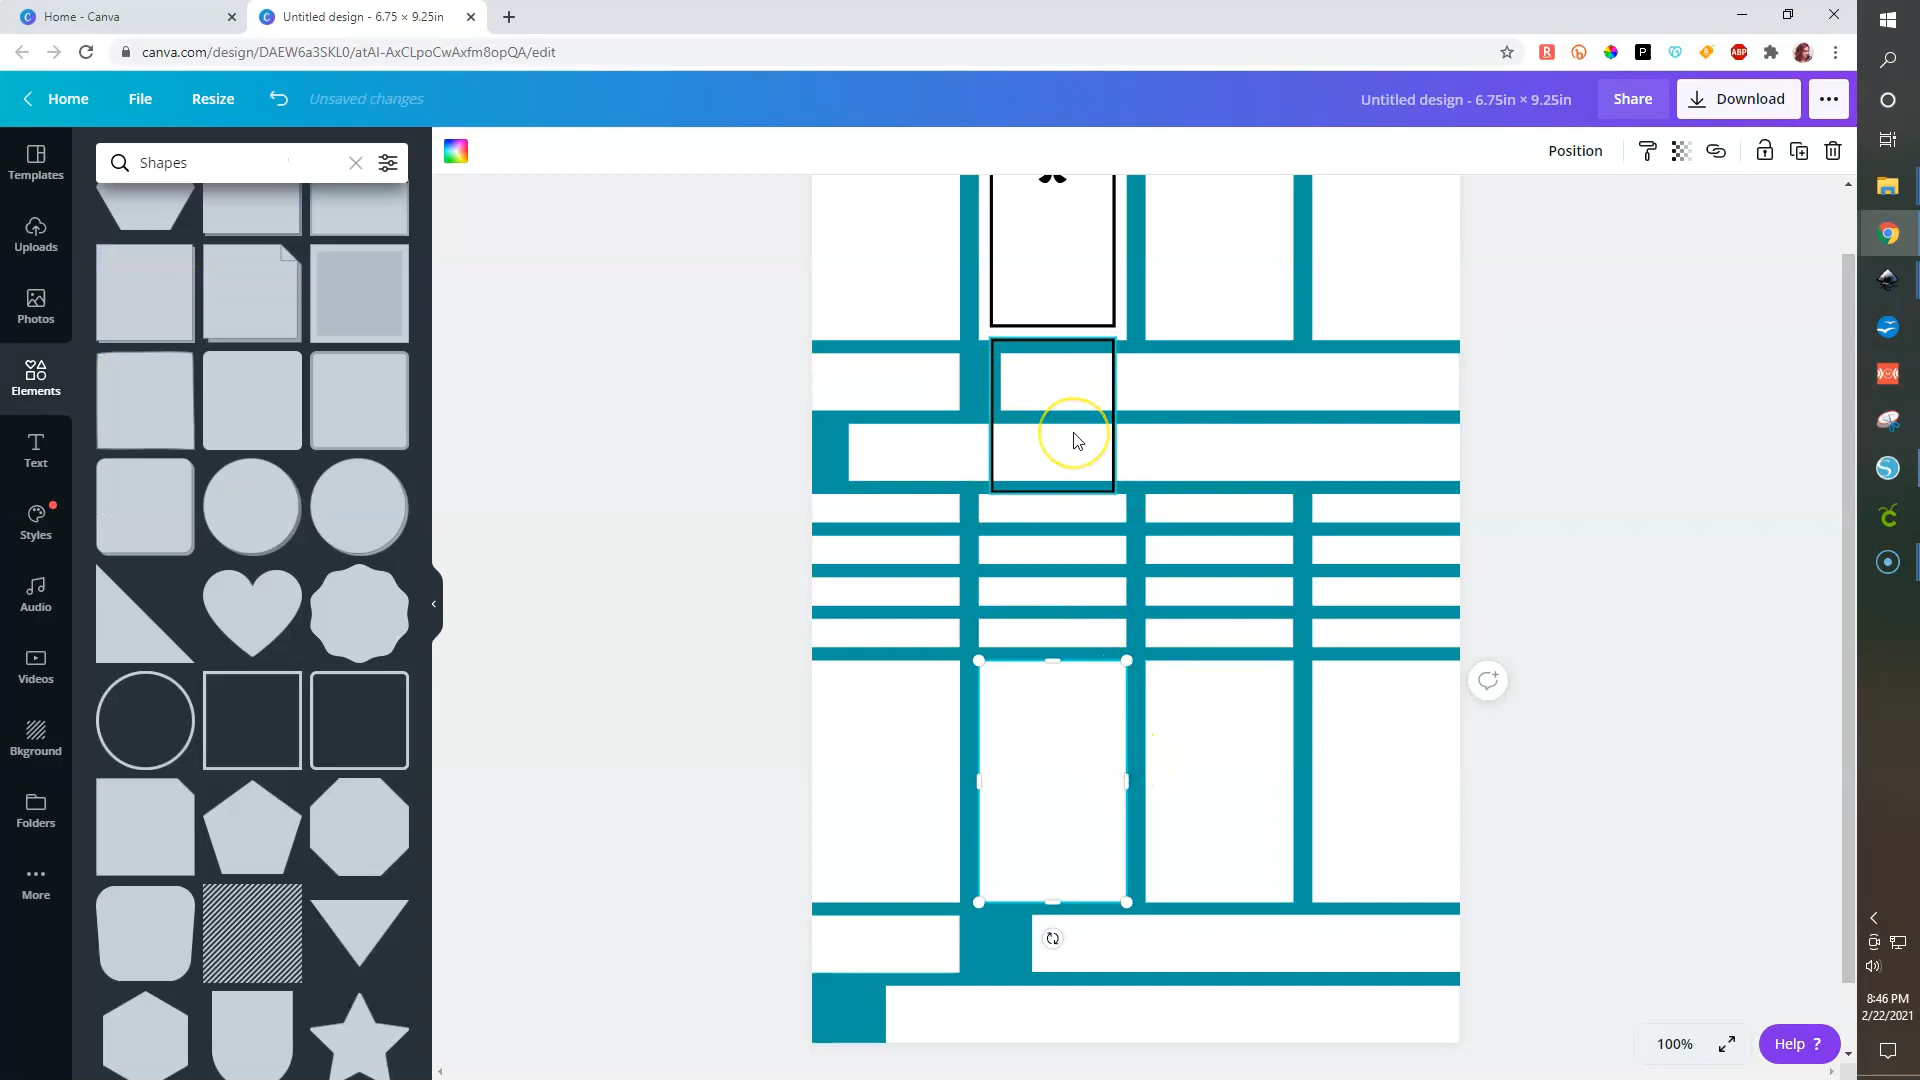 Home - Canva
Untitled design - 6.75 × 9.25in
canva.com/design/DAEW6a3SKL0/atAI-AxCLpoCwAxfm8opQA/edit
Home
File
Resize
Unsaved changes
Untitled design - 6.75in × 9.25in
Share
Download
Templates
Uploads
Photos
Elements
Text
Styles
Audio
Videos
Bkground
Folders
More
Shapes
Position
100%
Help ?
8:46 PM
2/22/2021